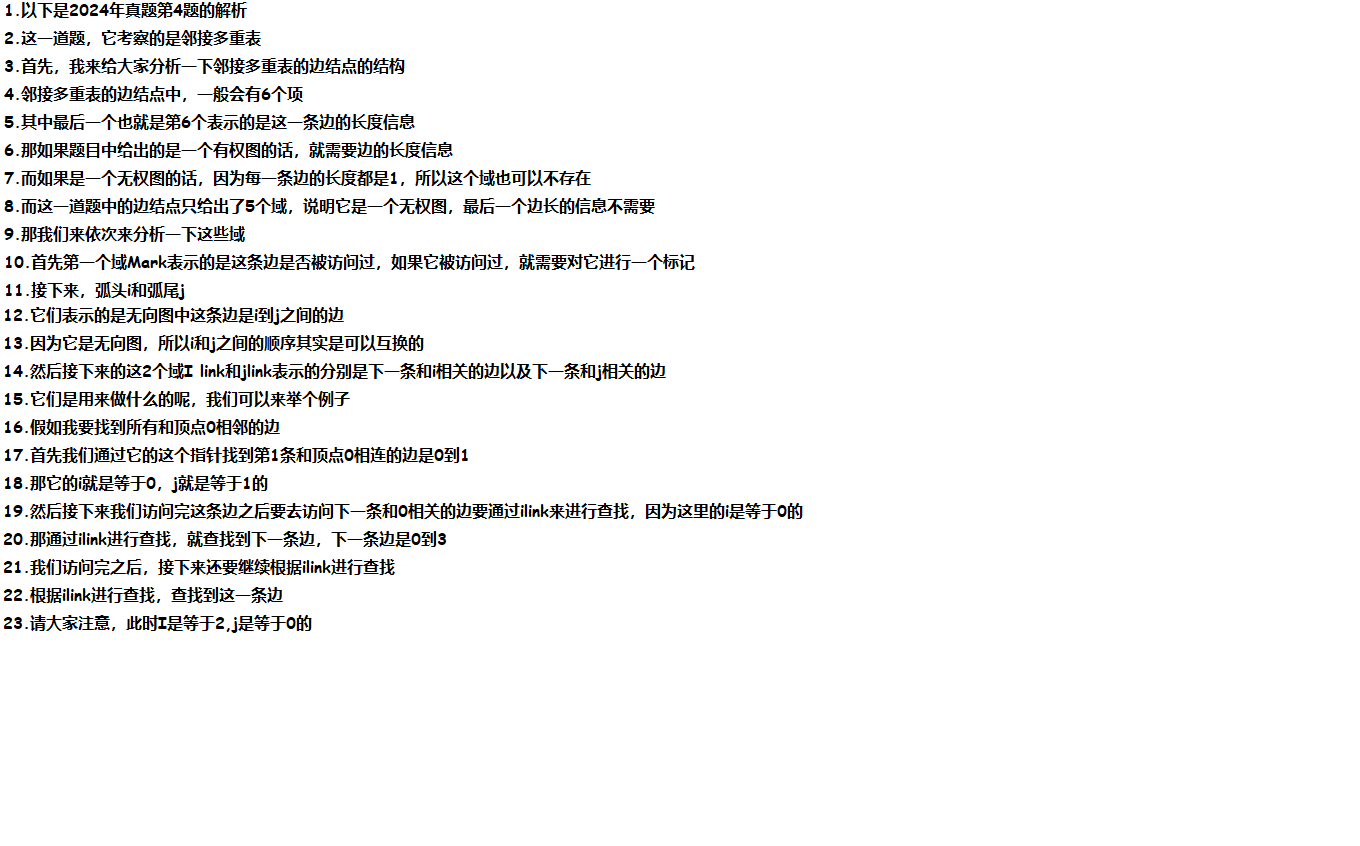 1.以下是2024年真题第4题的解析
2.这一道题，它考察的是邻接多重表
3.首先，我来给大家分析一下邻接多重表的边结点的结构
4.邻接多重表的边结点中，一般会有6个项
5.其中最后一个也就是第6个表示的是这一条边的长度信息
6.那如果题目中给出的是一个有权图的话，就需要边的长度信息
7.而如果是一个无权图的话，因为每一条边的长度都是1，所以这个域也可以不存在
8.而这一道题中的边结点只给出了5个域，说明它是一个无权图，最后一个边长的信息不需要
9.那我们来依次来分析一下这些域
10.首先第一个域Mark表示的是这条边是否被访问过，如果它被访问过，就需要对它进行一个标记
11.接下来，弧头i和弧尾j
12.它们表示的是无向图中这条边是i到j之间的边
13.因为它是无向图，所以i和j之间的顺序其实是可以互换的
14.然后接下来的这2个域I link和jlink表示的分别是下一条和i相关的边以及下一条和j相关的边
15.它们是用来做什么的呢，我们可以来举个例子
16.假如我要找到所有和顶点0相邻的边
17.首先我们通过它的这个指针找到第1条和顶点0相连的边是0到1
18.那它的i就是等于0，j就是等于1的
19.然后接下来我们访问完这条边之后要去访问下一条和0相关的边要通过ilink来进行查找，因为这里的i是等于0的
20.那通过ilink进行查找，就查找到下一条边，下一条边是0到3
21.我们访问完之后，接下来还要继续根据ilink进行查找
22.根据ilink进行查找，查找到这一条边
23.请大家注意，此时I是等于2,j是等于0的